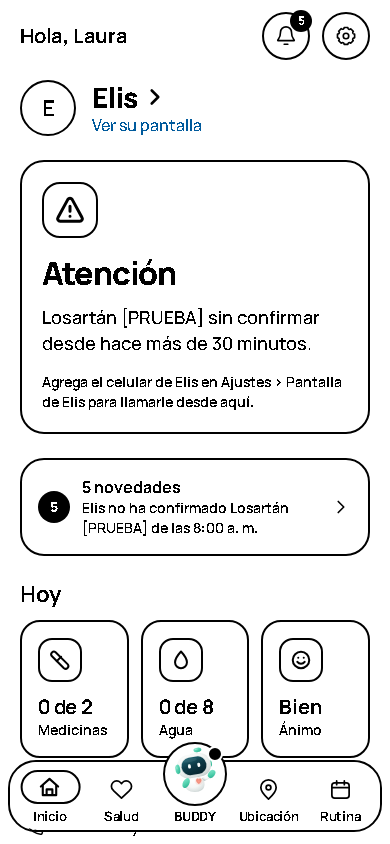 Hola, Laura
5
E
Elis
Ver su pantalla
Atención
Losartán [PRUEBA] sin confirmar
desde hace más de 30 minutos.
Agrega el celular de Elis en Ajustes › Pantalla
de Elis para llamarle desde aquí.
5
5 novedades
Elis no ha confirmado Losartán
[PRUEBA] de las 8:00 a. m.
Hoy
0 de 2
Medicinas
0 de 8
Agua
Bien
Ánimo
Inicio
Salud
BUDDY
Ubicación
Rutina